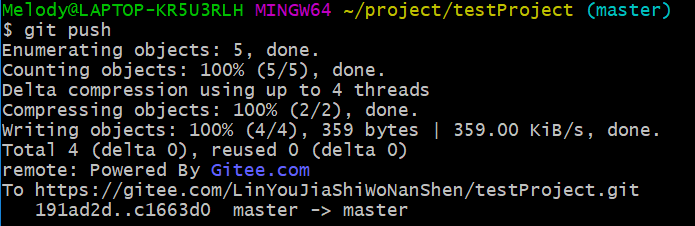 Melody@LAPTOP-KR5U3RLH MINGW64 ~/project/testProject (master)
$ git push
Enumerating objects: 5, done.
Counting objects: 100% (5/5), done.
Delta compression using up to 4 threads
Compressing objects: 100% (2/2), done.
Writing objects: 100% (4/4), 359 bytes | 359.00 KiB/s, done.
Total 4 (delta 0), reused 0 (delta 0)
remote: Powered By Gitee.com
To https://gitee.com/LinYouJiaShiWoNanShen/testProject.git
   191ad2d..c1663d0  master -> master